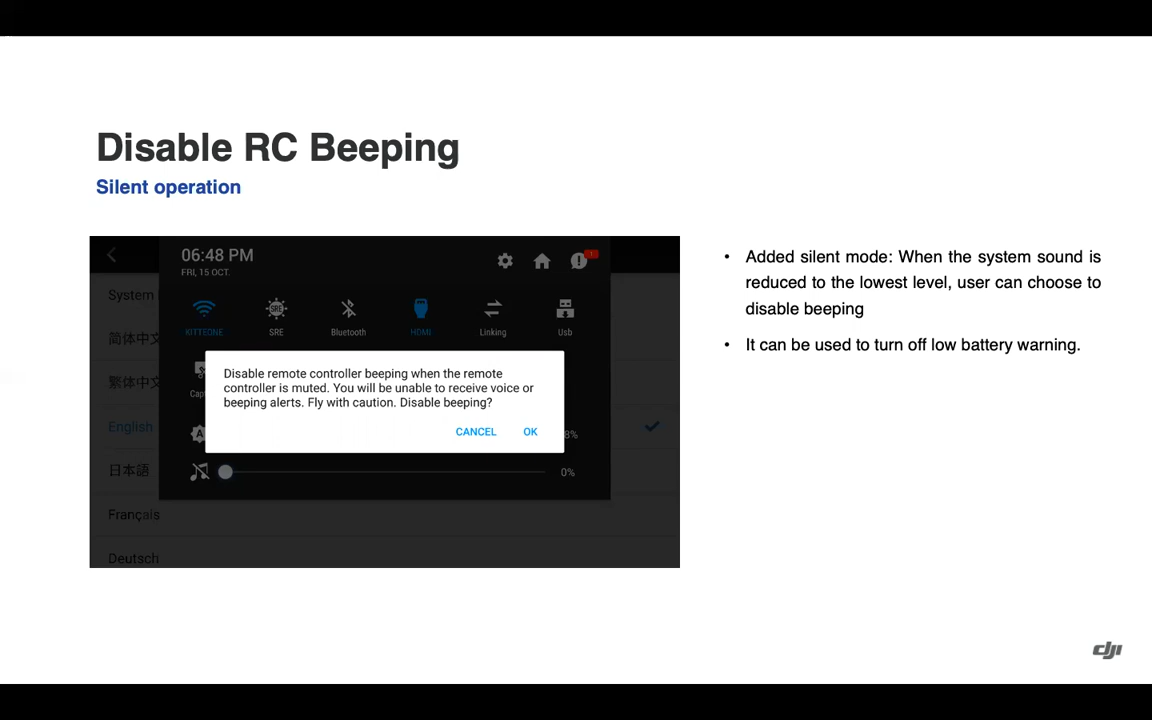 Disable RC Beeping
Silent operation
06:48 PM
FRI, 15 OCT.
KITTEONE
SRE
SRE
Bluetooth
HDMI
Linking
Usb
System
简体中文
繁体中文
English
日本語
Français
Deutsch
Cap
A
8%
Disable remote controller beeping when the remote
controller is muted. You will be unable to receive voice or
beeping alerts. Fly with caution. Disable beeping?
CANCEL
OK
0%
• Added silent mode: When the system sound is
reduced to the lowest level, user can choose to
disable beeping
• It can be used to turn off low battery warning.
dji